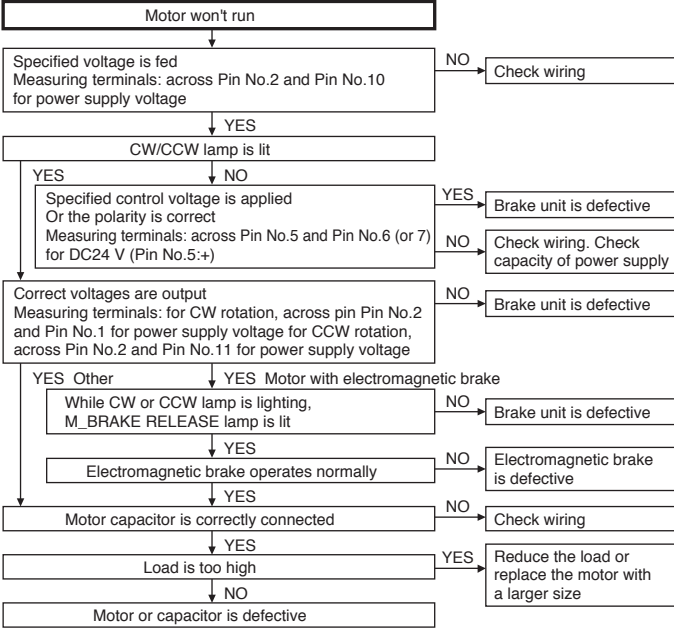 Motor won't run
Specified voltage is fed
Measuring terminals: across Pin No.2 and Pin No.10
for power supply voltage
NO
Check wiring
YES
CW/CCW lamp is lit
YES
NO
Specified control voltage is applied
Or the polarity is correct
Measuring terminals: across Pin No.5 and Pin No.6 (or 7)
for DC24 V (Pin No.5:+)
YES
Brake unit is defective
NO
Check wiring. Check
capacity of power supply
Correct voltages are output
Measuring terminals: for CW rotation, across pin Pin No.2
and Pin No.1 for power supply voltage for CCW rotation,
across Pin No.2 and Pin No.11 for power supply voltage
NO
Brake unit is defective
YES Other
YES Motor with electromagnetic brake
While CW or CCW lamp is lighting,
M_BRAKE RELEASE lamp is lit
NO
Brake unit is defective
YES
Electromagnetic brake operates normally
NO
Electromagnetic brake
is defective
YES
Motor capacitor is correctly connected
NO
Check wiring
YES
Load is too high
YES
Reduce the load or
replace the motor with
a larger size
NO
Motor or capacitor is defective